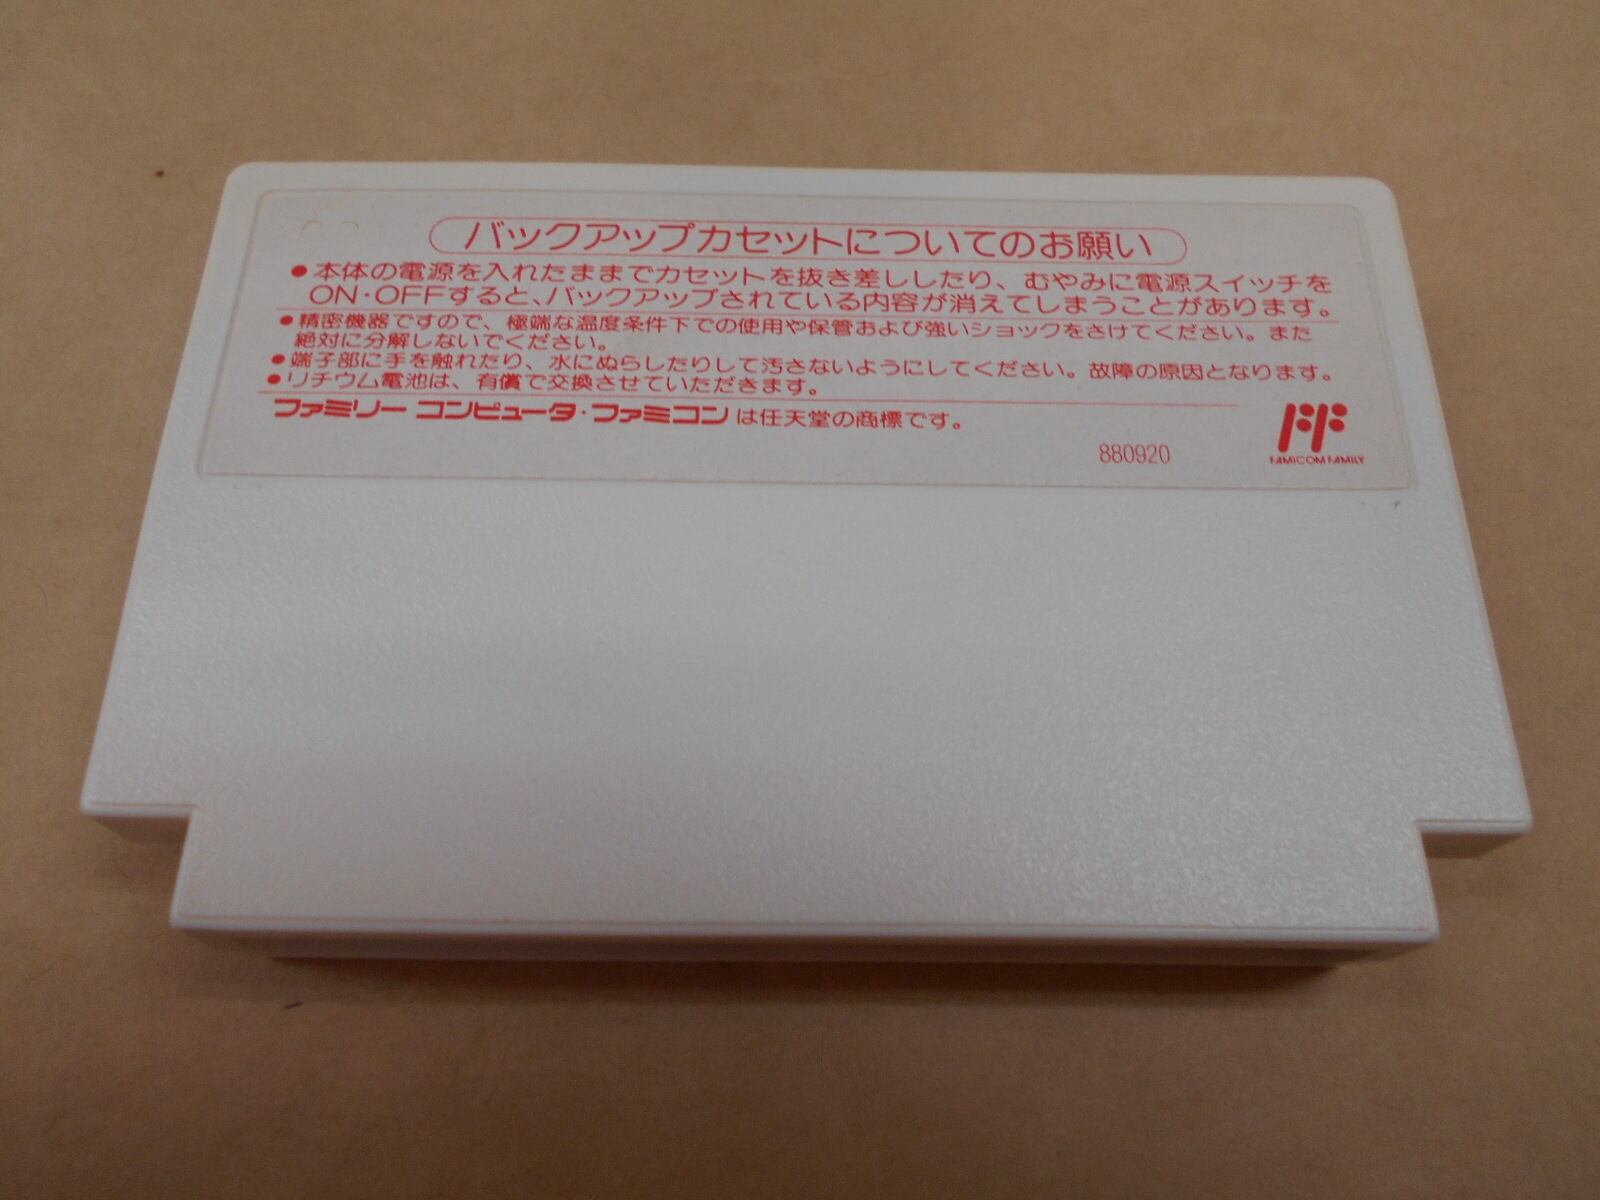 バックアップカセットについてのお願い
●本体の電源を入れたままでカセットを抜き差ししたり、むやみに電源スイッチを
ON・OFFすると、バックアップされている内容が消えてしまうことがあります。
●精密機器ですので、極端な温度条件下での使用や保管および強いショックをさけてください。また
絶対に分解しないでください。
●端子部に手を触れたり、水にぬらしたりして汚さないようにしてください。故障の原因となります。
●リチウム電池は、有償で交換させていただきます。
ファミリー コンピュータ・ファミコンは任天堂の商標です。
880920
FAMICOM FAMILY